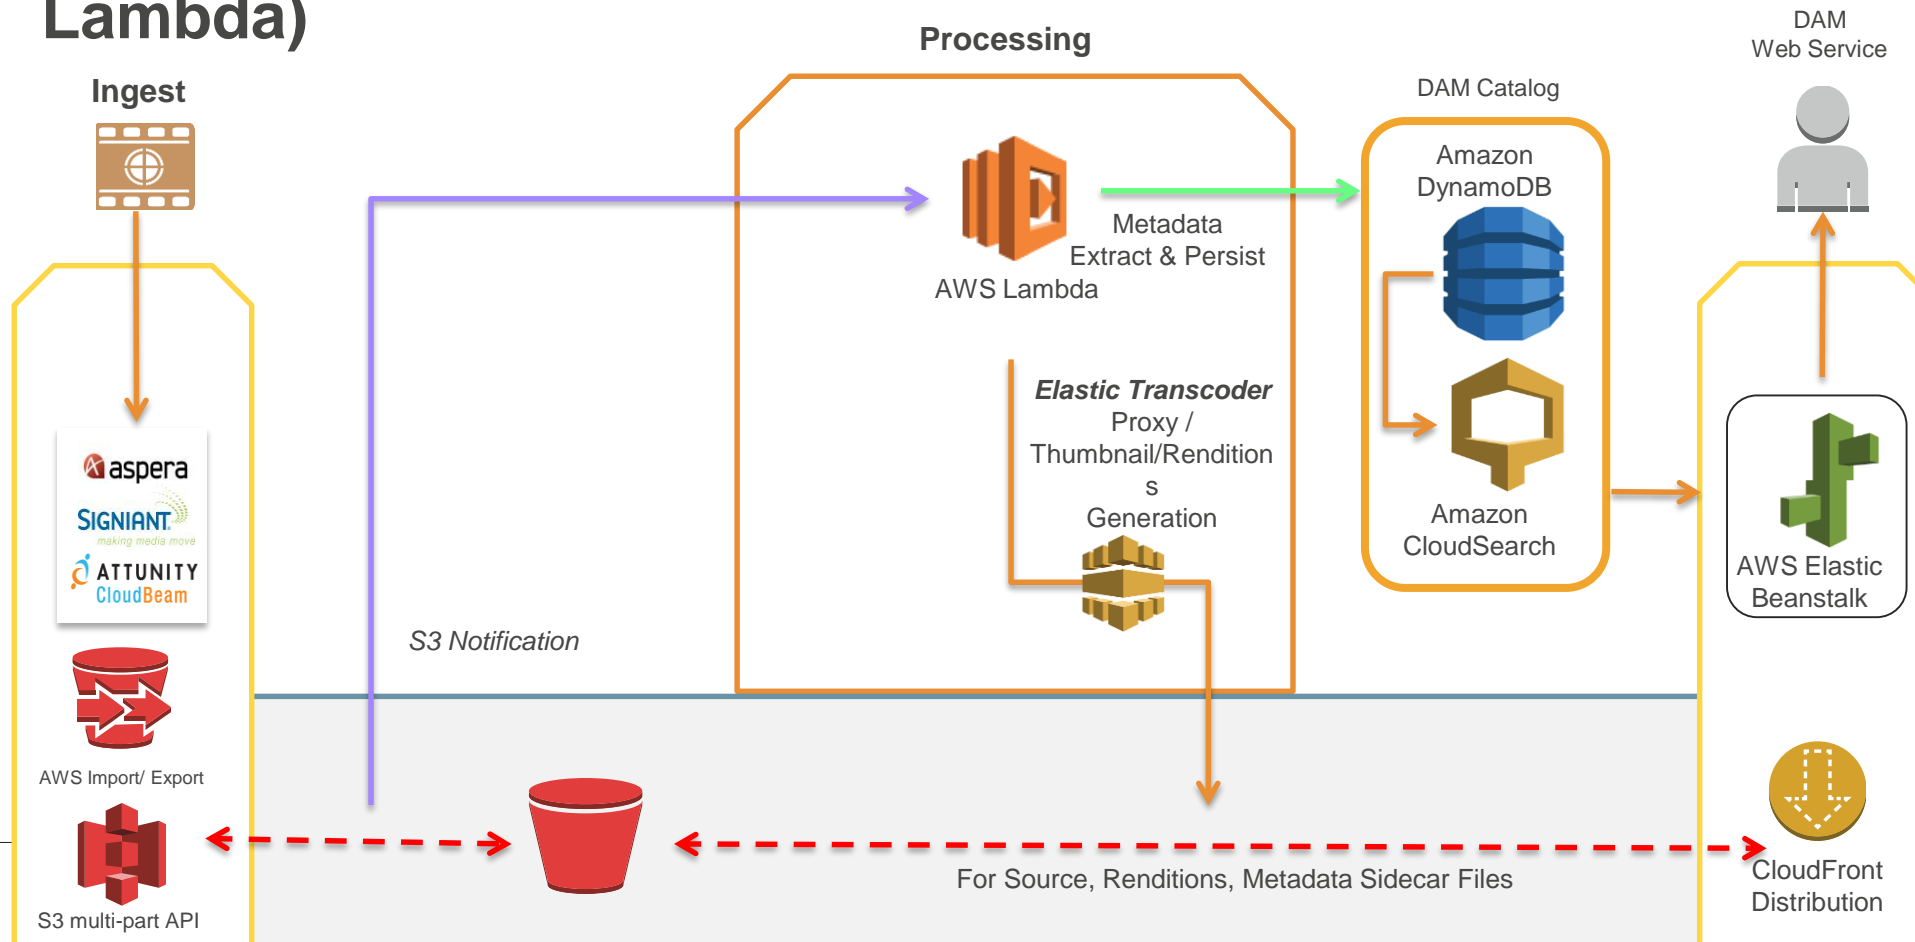 Lambda)
Ingest
aspera
SIGNIANT
making media move
ATTUNITY
CloudBeam
AWS Import/ Export
S3 multi-part API
S3 Notification
Processing
AWS Lambda
Metadata
Extract & Persist
Elastic Transcoder
Proxy /
Thumbnail/Rendition
s
Generation
DAM Catalog
Amazon
DynamoDB
Amazon
CloudSearch
DAM
Web Service
AWS Elastic
Beanstalk
For Source, Renditions, Metadata Sidecar Files
CloudFront
Distribution